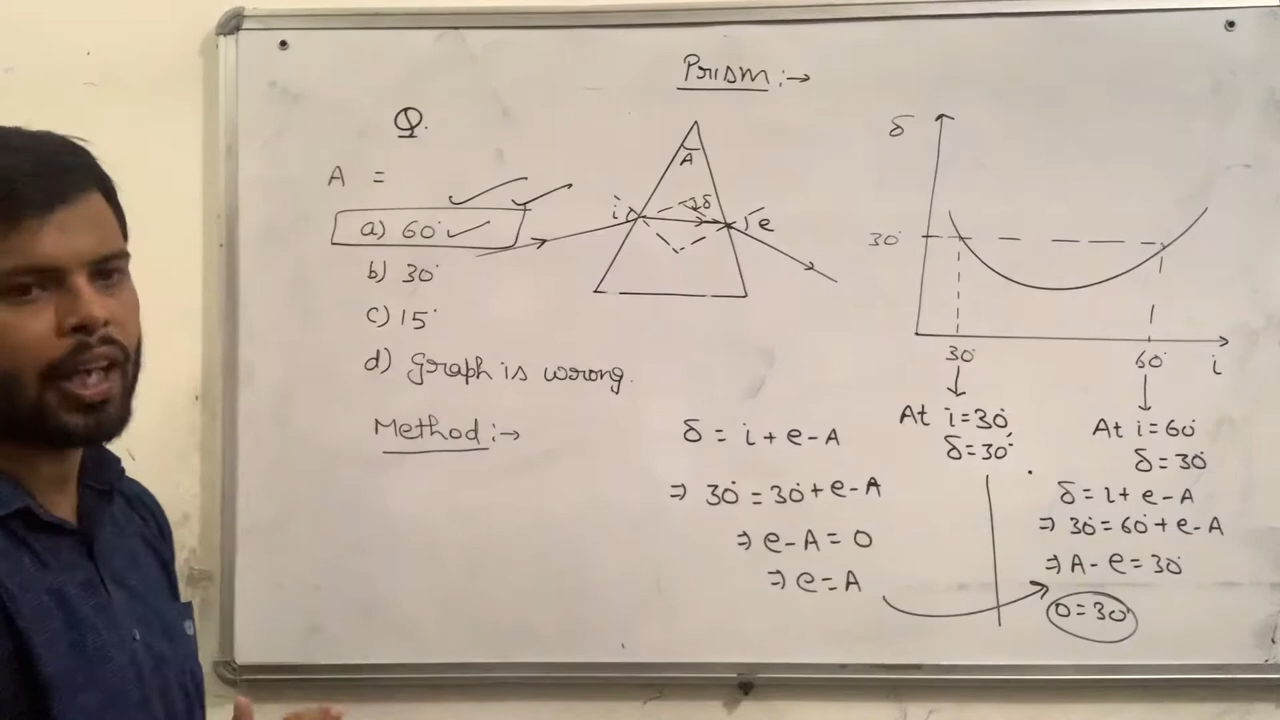 Prism :→
Q.
A =
a) 60° ✓
b) 30°
c) 15°
d) Graph is wrong.
Method :→
A
i
δ
e
δ
30°
30°
60°
i
At i=30°,
δ=30°
At i=60°
δ=30
δ = i + e - A
⇒ 30° = 30° + e - A
⇒ e - A = 0
⇒ e = A
δ = i + e - A
⇒ 30° = 60° + e - A
⇒ A - e = 30°
0 = 30°